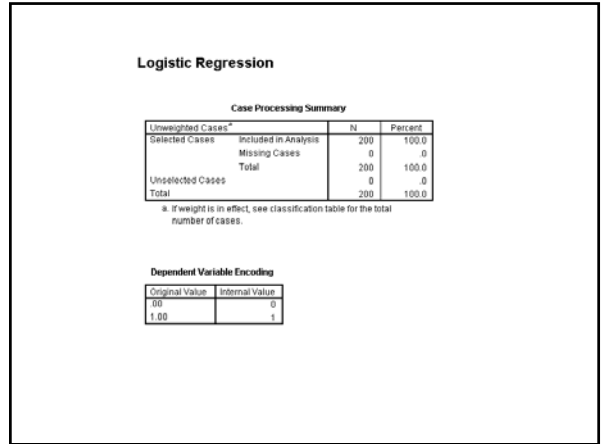 Logistic Regression
Case Processing Summary
Unweighted Cases a N Percent
Selected Cases Included in Analysis 200 100.0
Missing Cases 0 .0
Total 200 100.0
Unselected Cases 0 .0
Total 200 100.0
a. If weight is in effect, see classification table for the total
number of cases.
Dependent Variable Encoding
Original Value Internal Value
.00 0
1.00 1